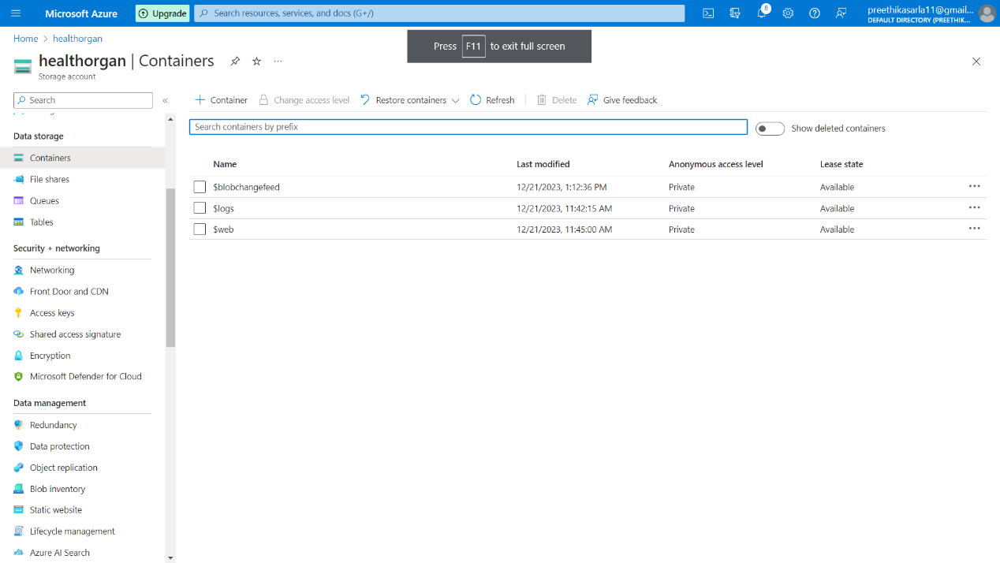 Microsoft Azure
Upgrade
Search resources, services, and docs (G+/)
8
preethikasarla11@gmail...
DEFAULT DIRECTORY (PREETHIK...
Home > healthorgan
Press F11 to exit full screen
healthorgan | Containers
Storage account
Search
«
Container
Change access level
Restore containers
Refresh
Delete
Give feedback
Search containers by prefix
Show deleted containers
Data storage
Containers
File shares
Queues
Tables
Security + networking
Networking
Front Door and CDN
Access keys
Shared access signature
Encryption
Microsoft Defender for Cloud
Data management
Redundancy
Data protection
Object replication
Blob inventory
Static website
Lifecycle management
Azure AI Search
Name Last modified Anonymous access level Lease state
$blobchangefeed 12/21/2023, 1:12:36 PM Private Available
$logs 12/21/2023, 11:42:15 AM Private Available
$web 12/21/2023, 11:45:00 AM Private Available